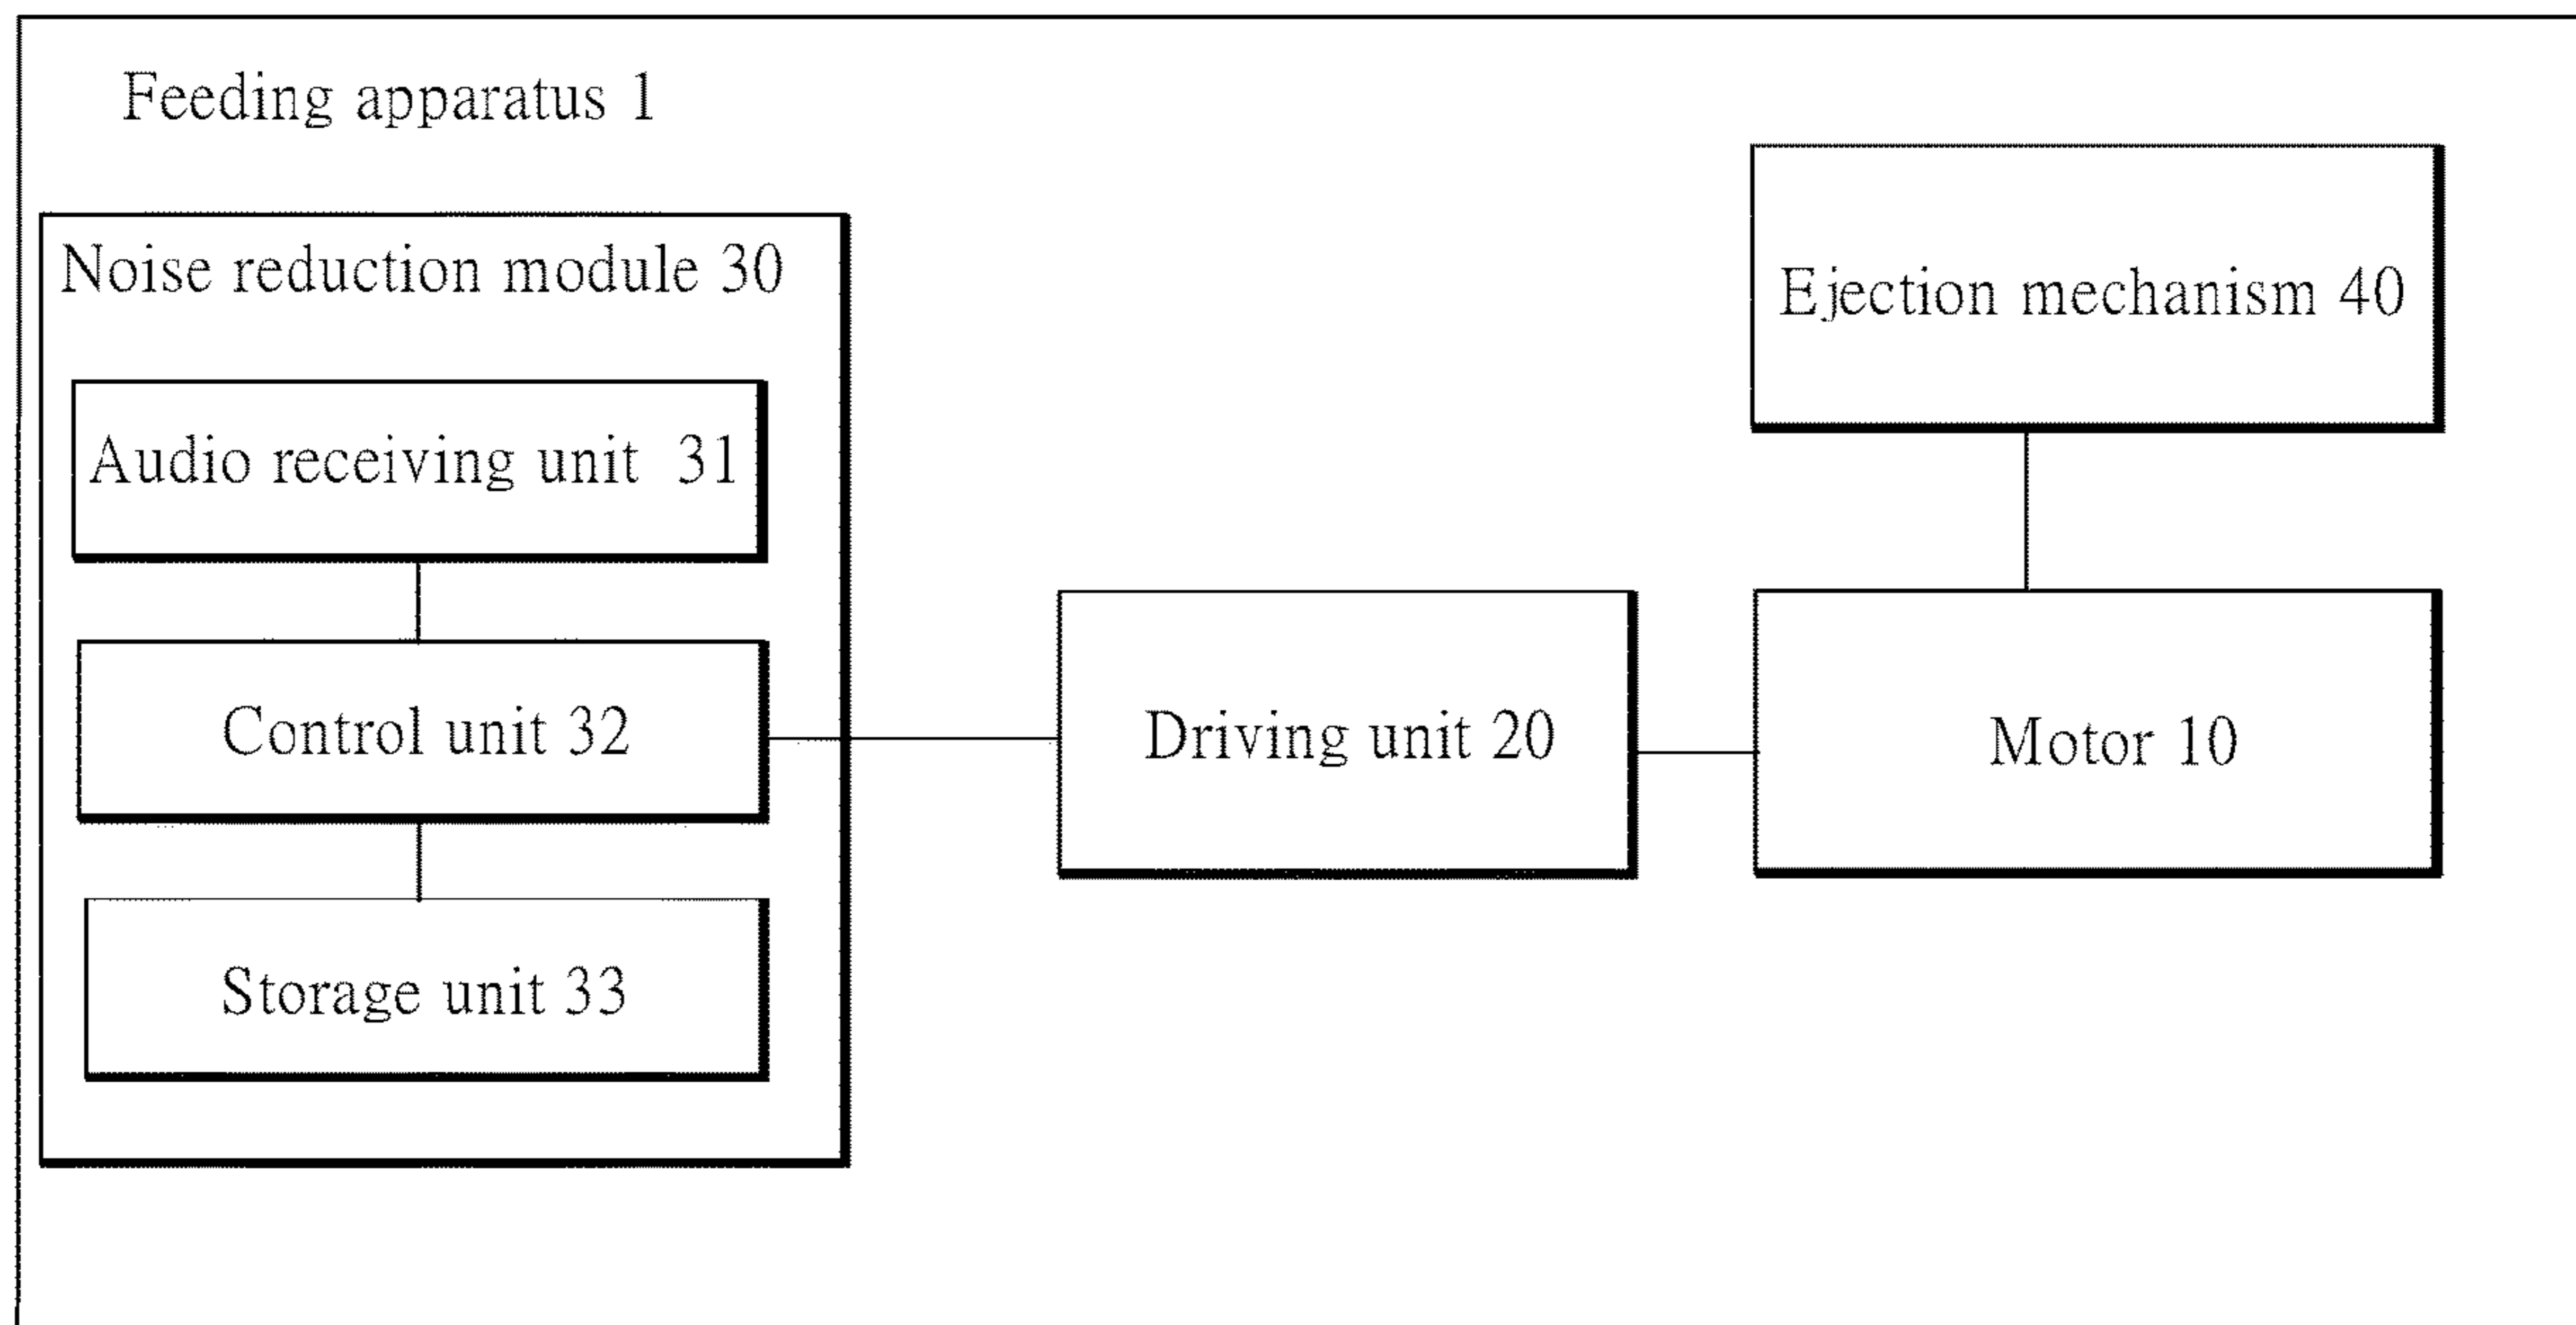 Feeding apparatus 1
Noise reduction module 30
Audio receiving unit 31
Control unit 32
Storage unit 33
Driving unit 20
Ejection mechanism 40
Motor 10